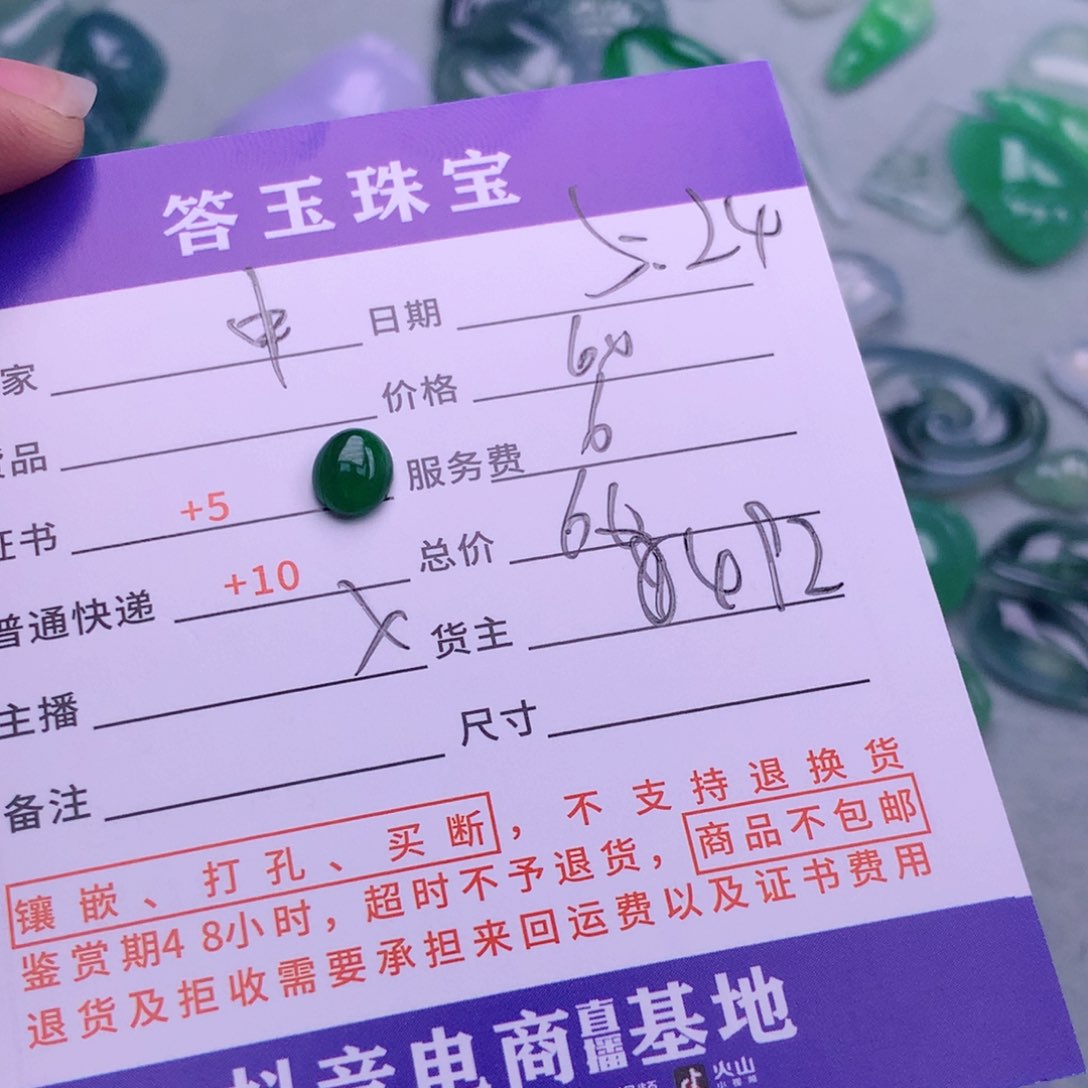 答玉珠宝
家 中 日期 5.24
品 价格 60
证书 +5 服务费 6
普通快递 +10 总价 66
主播 X 货主 8612
备注 尺寸
镶嵌、打孔、买断，不支持退换货
鉴赏期48小时，超时不予退货，商品不包邮
退货及拒收需要承担来回运费以及证书费用
抖音电商直播基地
火山